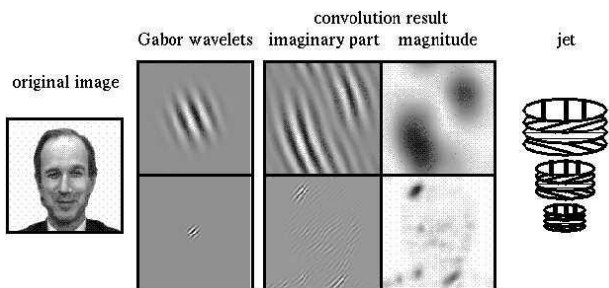 convolution result
Gabor wavelets imaginary part magnitude jet
original image